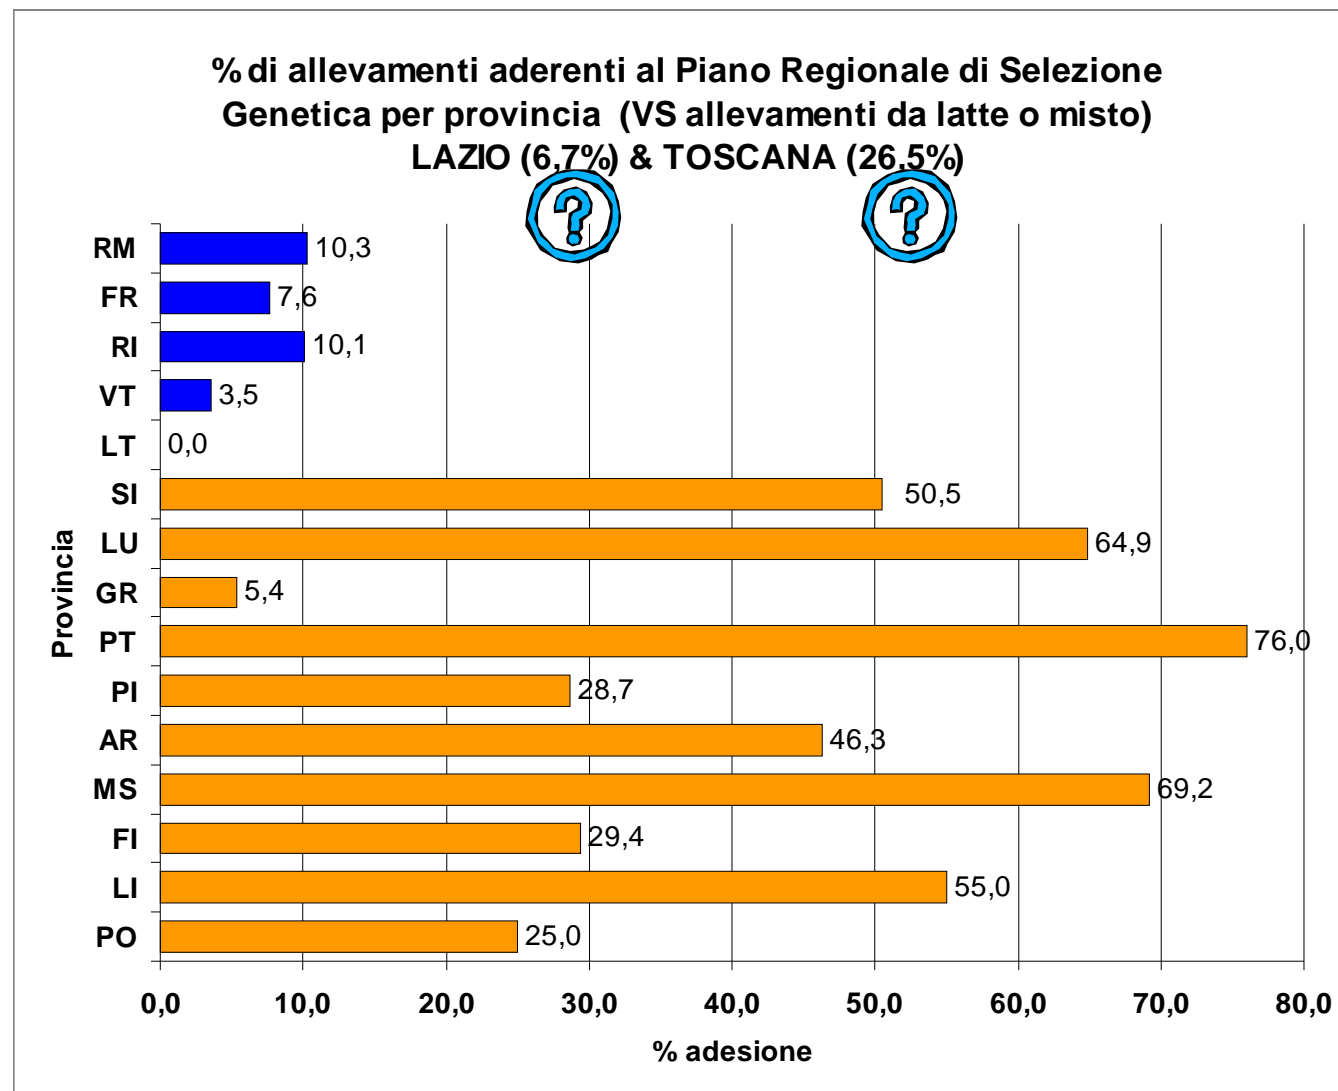 % di allevamenti aderenti al Piano Regionale di Selezione
Genetica per provincia (VS allevamenti da latte o misto)
LAZIO (6,7%) & TOSCANA (26,5%)
? ?
RM 10,3
FR 7,6
RI 10,1
VT 3,5
LT 0,0
SI 50,5
LU 64,9
GR 5,4
PT 76,0
PI 28,7
AR 46,3
MS 69,2
FI 29,4
LI 55,0
PO 25,0
Provincia
0,0 10,0 20,0 30,0 40,0 50,0 60,0 70,0 80,0
% adesione